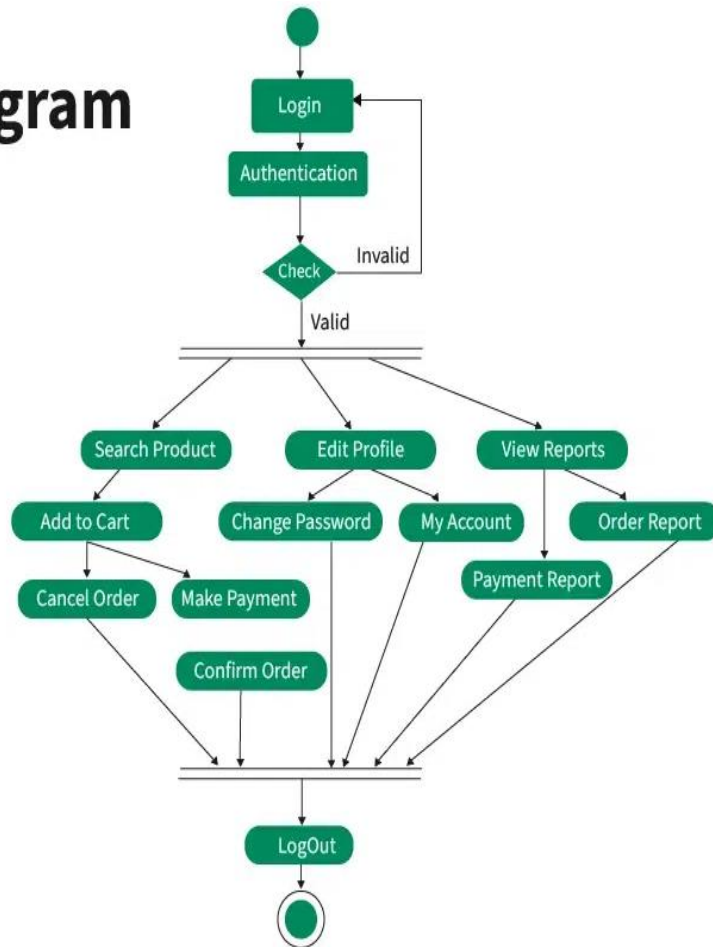 gram
Login
Authentication
Check
Invalid
Valid
Search Product
Edit Profile
View Reports
Add to Cart
Change Password
My Account
Order Report
Cancel Order
Make Payment
Payment Report
Confirm Order
LogOut